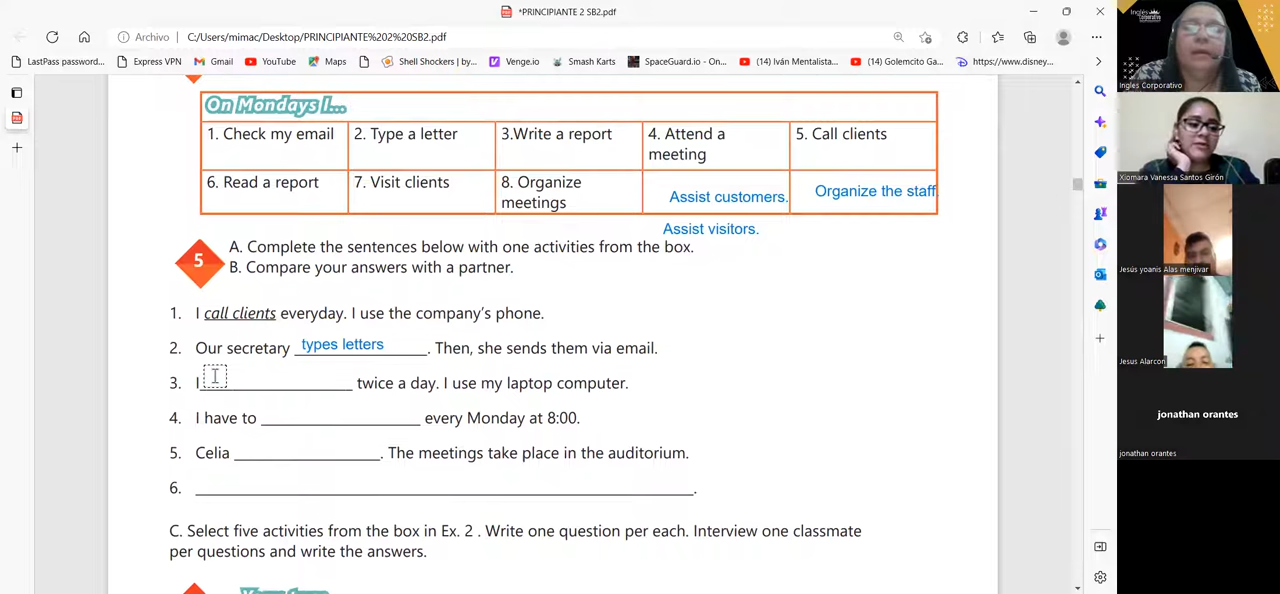 *PRINCIPIANTE 2 SB2.pdf
Archivo C:/Users/mimac/Desktop/PRINCIPIANTE%202%20SB2.pdf
LastPass password... Express VPN Gmail YouTube Maps Shell Shockers | by... Venge.io Smash Karts SpaceGuard.io - On... (14) Iván Mentalista... (14) Golemcito Ga... https://www.disney...
On Mondays I...
1. Check my email 2. Type a letter 3.Write a report 4. Attend a meeting 5. Call clients
6. Read a report 7. Visit clients 8. Organize meetings Assist customers. Organize the staff.
Assist visitors.
5
A. Complete the sentences below with one activities from the box.
B. Compare your answers with a partner.
1. I call clients everyday. I use the company's phone.
2. Our secretary types letters. Then, she sends them via email.
3. I____________________ twice a day. I use my laptop computer.
4. I have to ____________________ every Monday at 8:00.
5. Celia __________________. The meetings take place in the auditorium.
6. ______________________________________________________________.
C. Select five activities from the box in Ex. 2 . Write one question per each. Interview one classmate
per questions and write the answers.
Inglés
Corporativo
Ingles Corporativo
Xiomara Vanessa Santos Girón
Jesús yoanis Alas menjivar
Jesus Alarcon
jonathan orantes
jonathan orantes